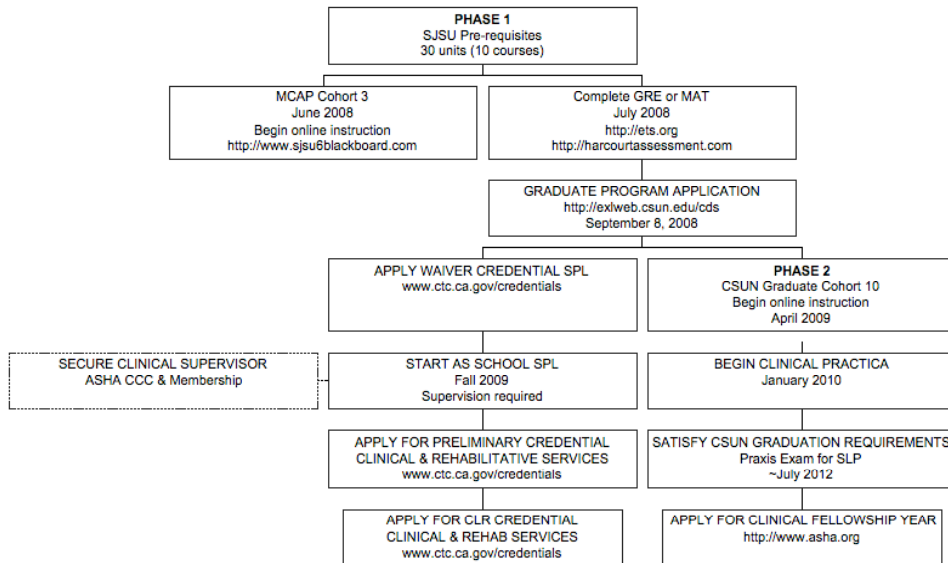 PHASE 1
SJSU Pre-requisites
30 units (10 courses)
MCAP Cohort 3
June 2008
Begin online instruction
http://www.sjsu6blackboard.com
Complete GRE or MAT
July 2008
http://ets.org
http://harcourtassessment.com
GRADUATE PROGRAM APPLICATION
http://exlweb.csun.edu/cds
September 8, 2008
APPLY WAIVER CREDENTIAL SPL
www.ctc.ca.gov/credentials
PHASE 2
CSUN Graduate Cohort 10
Begin online instruction
April 2009
SECURE CLINICAL SUPERVISOR
ASHA CCC & Membership
START AS SCHOOL SPL
Fall 2009
Supervision required
BEGIN CLINICAL PRACTICA
January 2010
APPLY FOR PRELIMINARY CREDENTIAL
CLINICAL & REHABILITATIVE SERVICES
www.ctc.ca.gov/credentials
SATISFY CSUN GRADUATION REQUIREMENTS
Praxis Exam for SLP
~July 2012
APPLY FOR CLR CREDENTIAL
CLINICAL & REHAB SERVICES
www.ctc.ca.gov/credentials
APPLY FOR CLINICAL FELLOWSHIP YEAR
http://www.asha.org